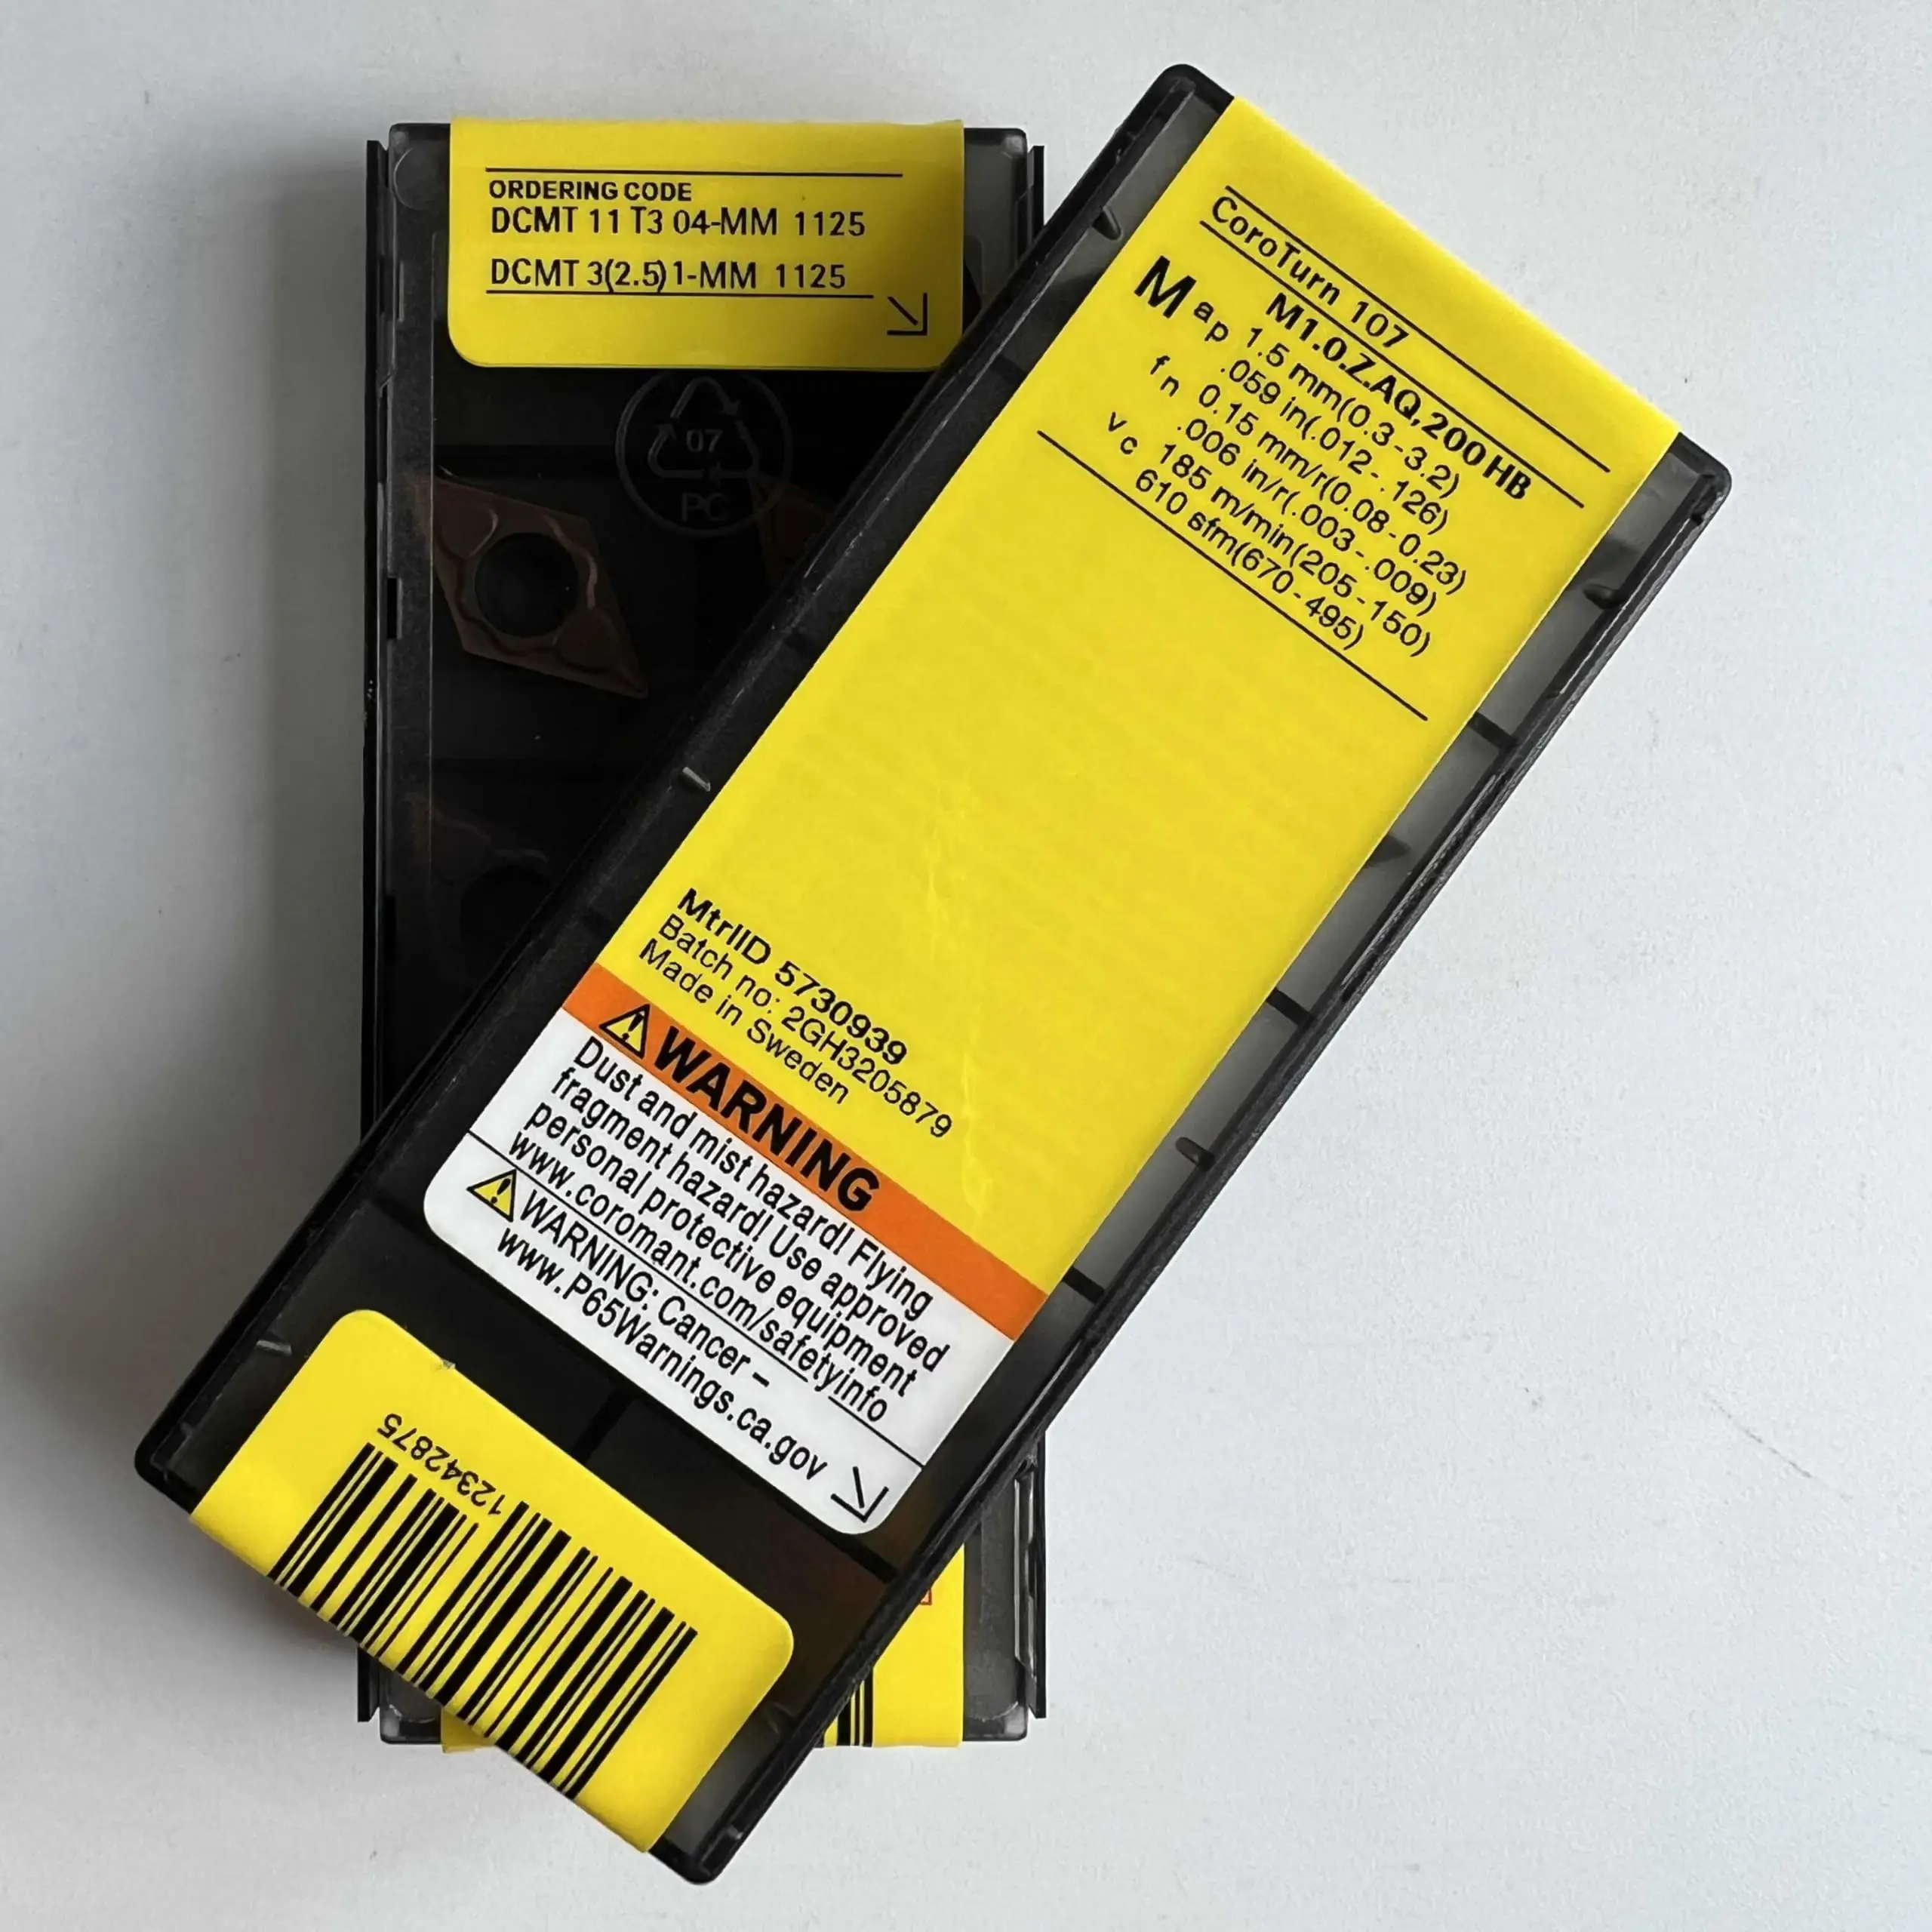 ORDERING CODE
DCMT 11 T3 04-MM 1125
DCMT 3(2.5)1-MM 1125
07
PC
CoroTurn 107
M1.0.Z.AQ,200 HB
M ap 1.5 mm(0.3-3.2)
.059 in(.012-.126)
fn 0.15 mm/r(0.08-0.23)
.006 in/r(.003-.009)
vc 185 m/min(205-150)
610 sfm(670-495)
MtrlID 5730939
Batch no: 2GH3205879
Made in Sweden
WARNING
Dust and mist hazard! Flying
fragment hazard! Use approved
personal protective equipment
www.coromant.com/safetyinfo
WARNING: Cancer –
www.P65Warnings.ca.gov
12342875